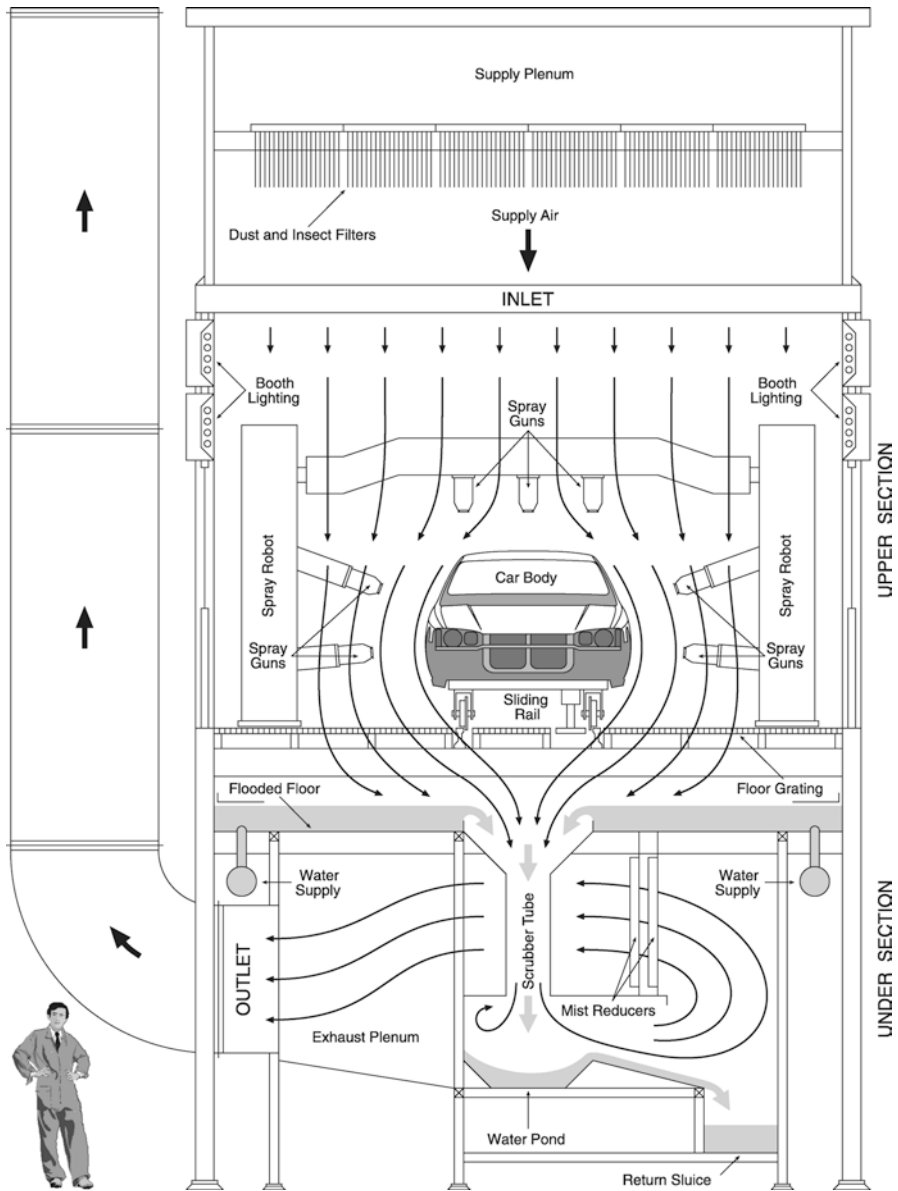 Supply Plenum
Dust and Insect Filters
Supply Air
INLET
Booth
Lighting
Spray
Guns
Booth
Lighting
UPPER SECTION
Spray Robot
Car Body
Spray Robot
Spray
Guns
Spray
Guns
Sliding
Rail
Flooded Floor
Floor Grating
Water
Supply
Water
Supply
Scrubber Tube
OUTLET
UNDER SECTION
Mist Reducers
Exhaust Plenum
Water Pond
Return Sluice